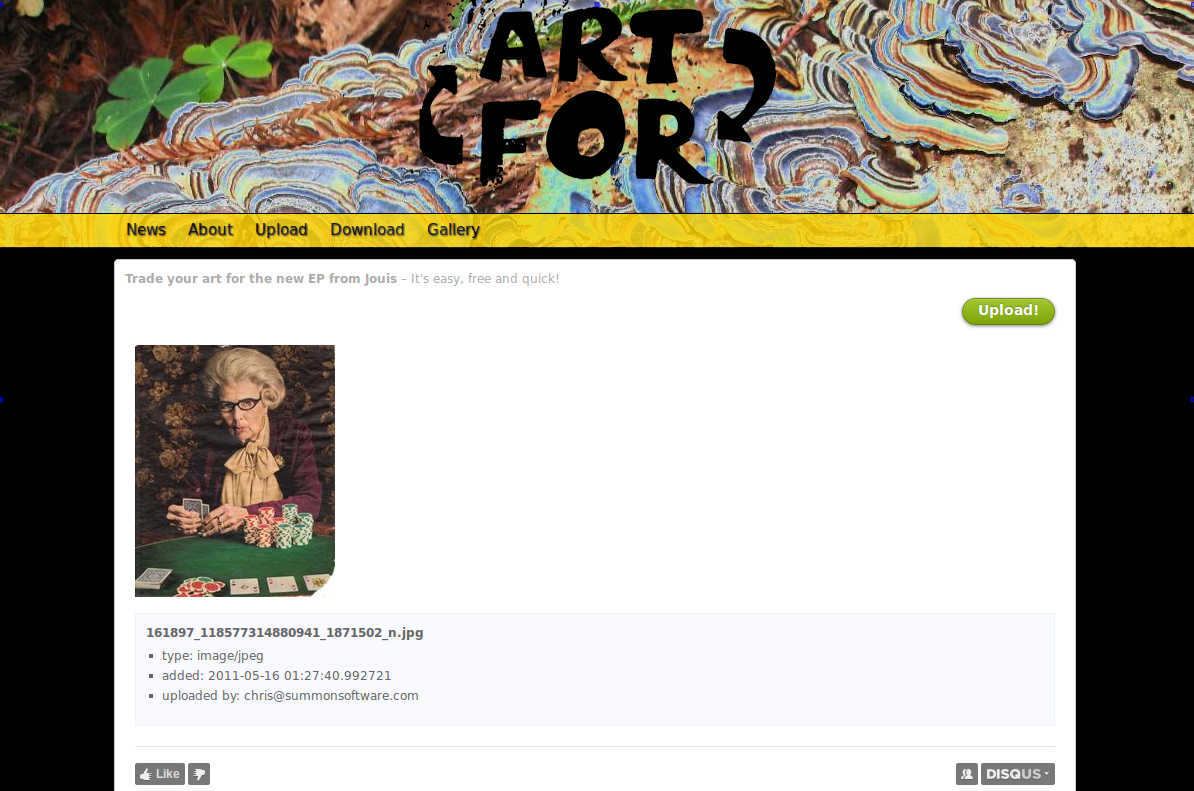 ART
FOR
News About Upload Download Gallery
Trade your art for the new EP from Jouis – It's easy, free and quick!
Upload!
161897_118577314880941_1871502_n.jpg
type: image/jpeg
added: 2011-05-16 01:27:40.992721
uploaded by: chris@summonsoftware.com
Like DISQUS